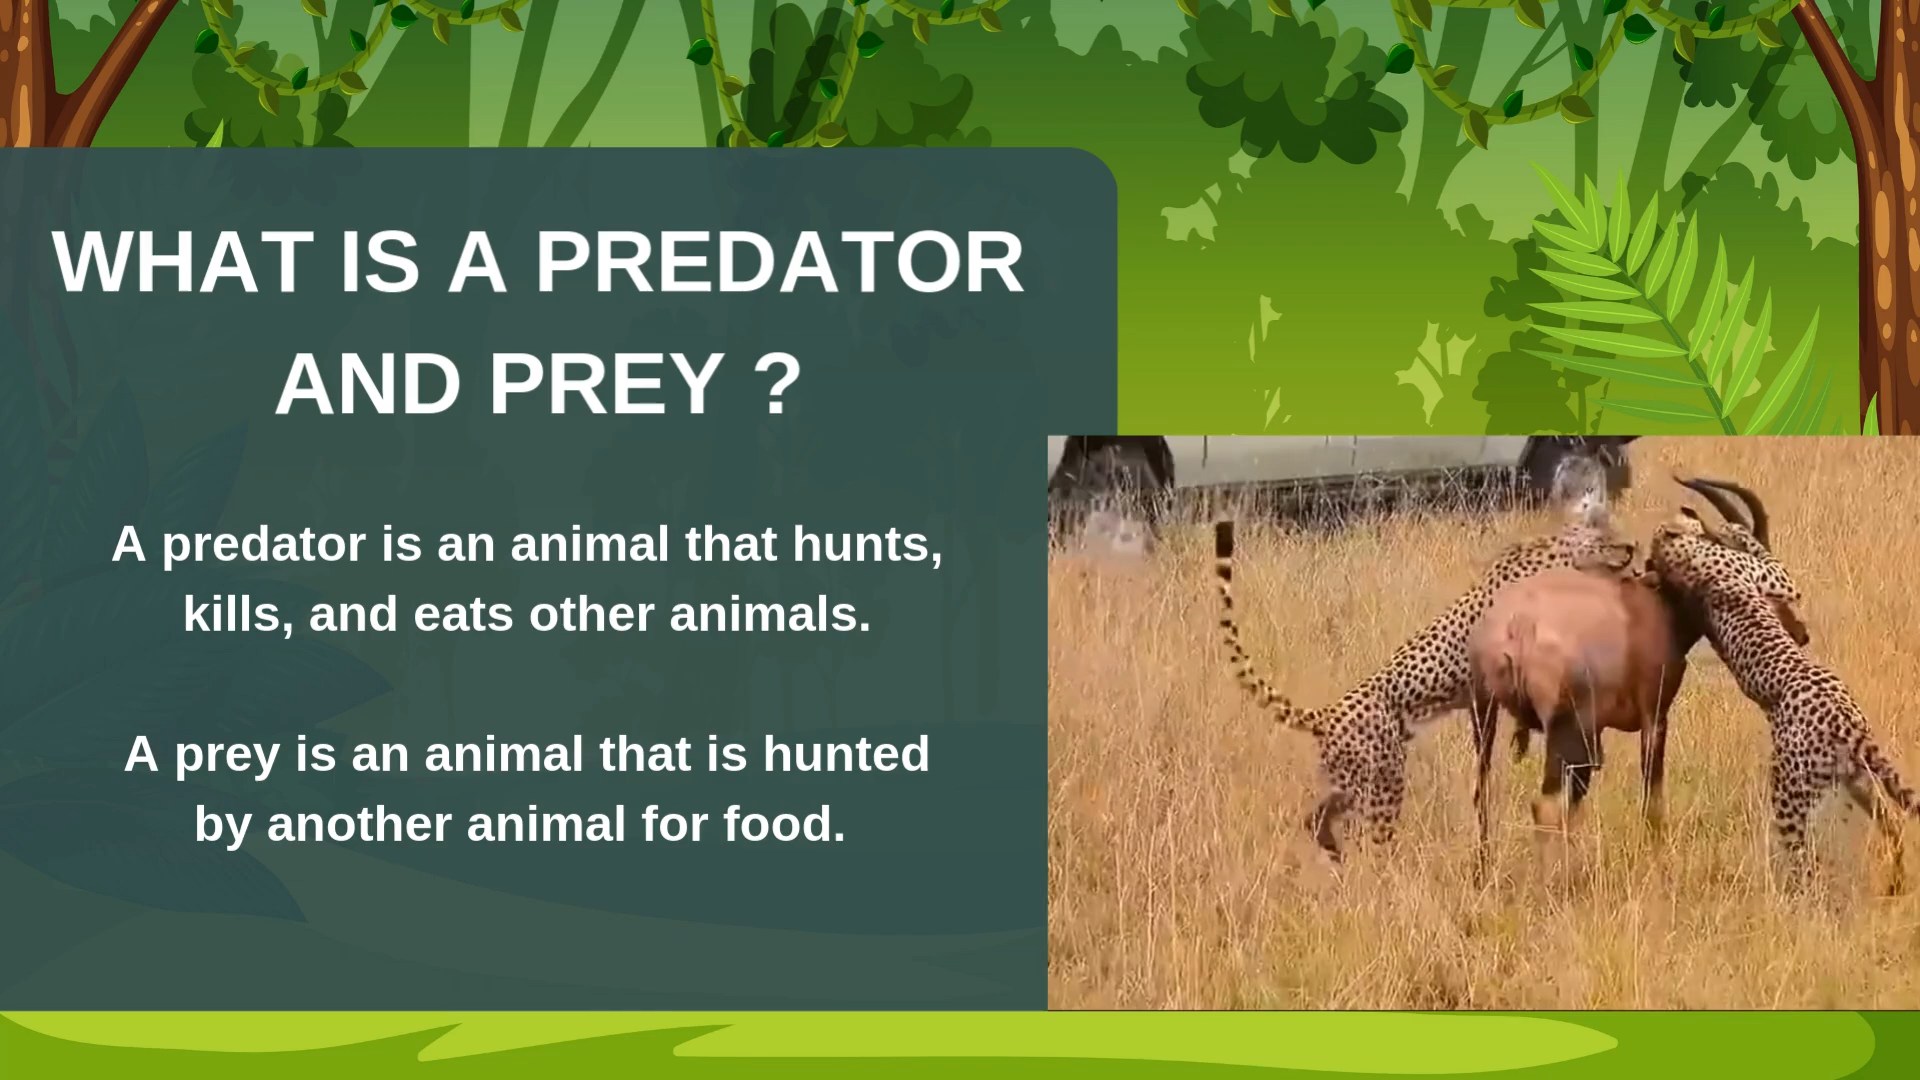 WHAT IS A PREDATOR
AND PREY ?
A predator is an animal that hunts,
kills, and eats other animals.
A prey is an animal that is hunted
by another animal for food.